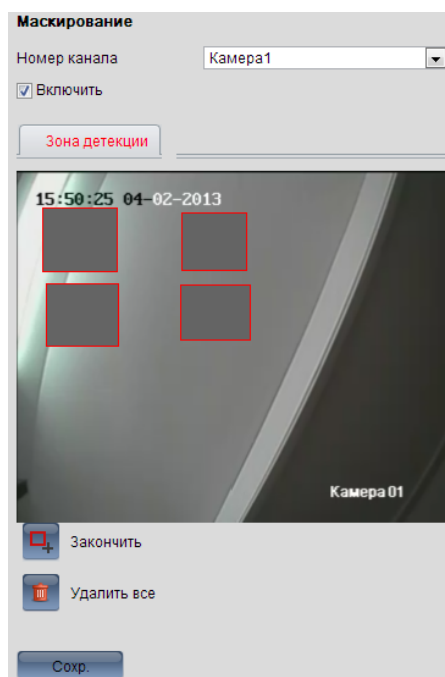 Маскирование
Номер канала Камера1
Включить
Зона детекции
15:50:25 04-02-2013
Камера 01
Закончить
Удалить все
Сохр.